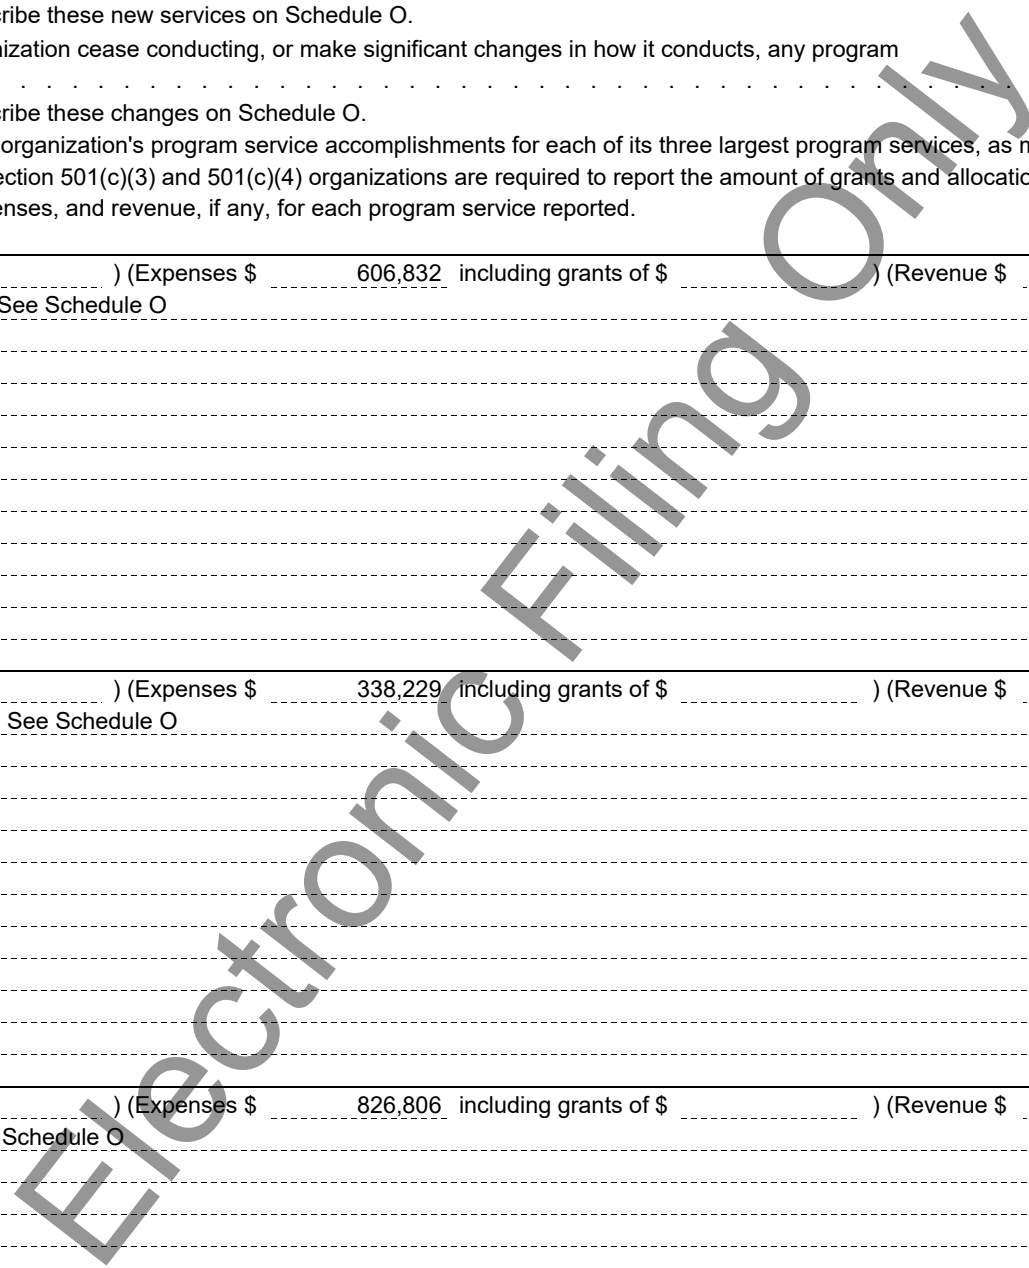 ribe these new services on Schedule O.
nization cease conducting, or make significant changes in how it conducts, any program
. . . . . . . . . . . . . . . . . . . . . . . . . . . . . . . . . . . . . . .
ribe these changes on Schedule O.
organization's program service accomplishments for each of its three largest program services, as m
ection 501(c)(3) and 501(c)(4) organizations are required to report the amount of grants and allocatio
enses, and revenue, if any, for each program service reported.
) (Expenses $ 606,832 including grants of $ ) (Revenue $
See Schedule O
) (Expenses $ 338,229 including grants of $ ) (Revenue $
See Schedule O
) (Expenses $ 826,806 including grants of $ ) (Revenue $
Schedule O
Electronic Filing Only